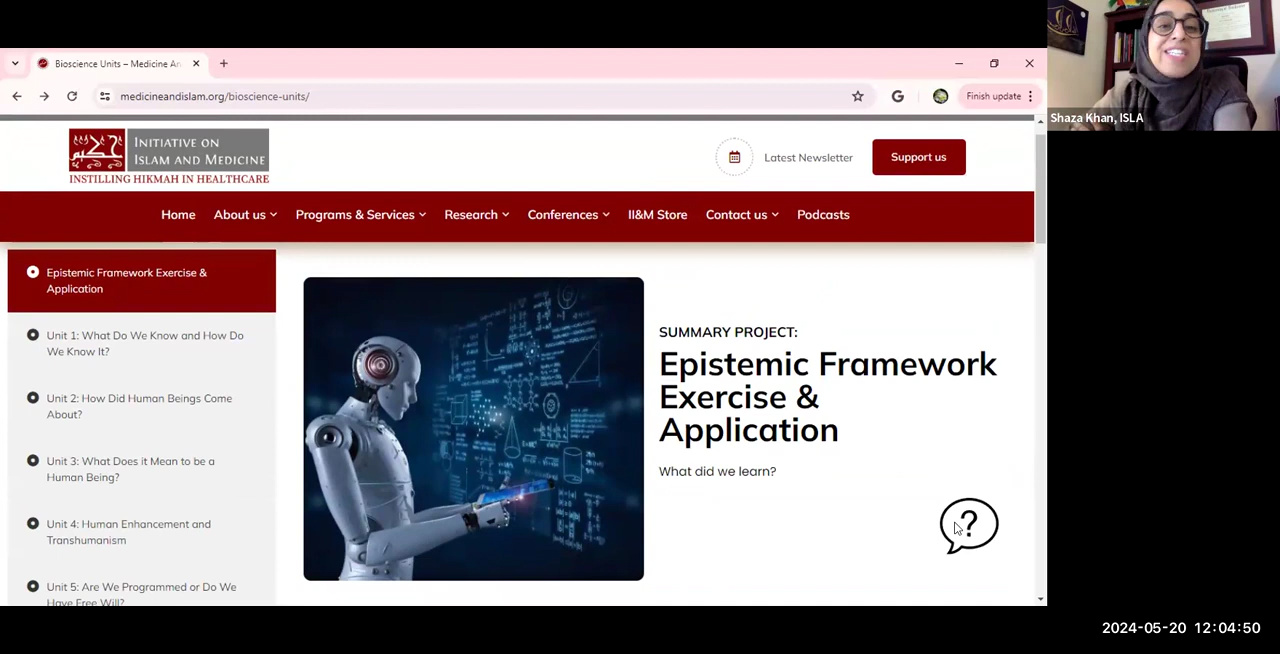 Bioscience Units – Medicine An
medicineandislam.org/bioscience-units/
Finish update
Shaza Khan, ISLA
INITIATIVE ON
ISLAM AND MEDICINE
INSTILLING HIKMAH IN HEALTHCARE
Latest Newsletter
Support us
Home
About us
Programs & Services
Research
Conferences
II&M Store
Contact us
Podcasts
Epistemic Framework Exercise &
Application
Unit 1: What Do We Know and How Do
We Know It?
Unit 2: How Did Human Beings Come
About?
Unit 3: What Does it Mean to be a
Human Being?
Unit 4: Human Enhancement and
Transhumanism
Unit 5: Are We Programmed or Do We
Have Free Will?
SUMMARY PROJECT:
Epistemic Framework
Exercise &
Application
What did we learn?
?
2024-05-20 12:04:50